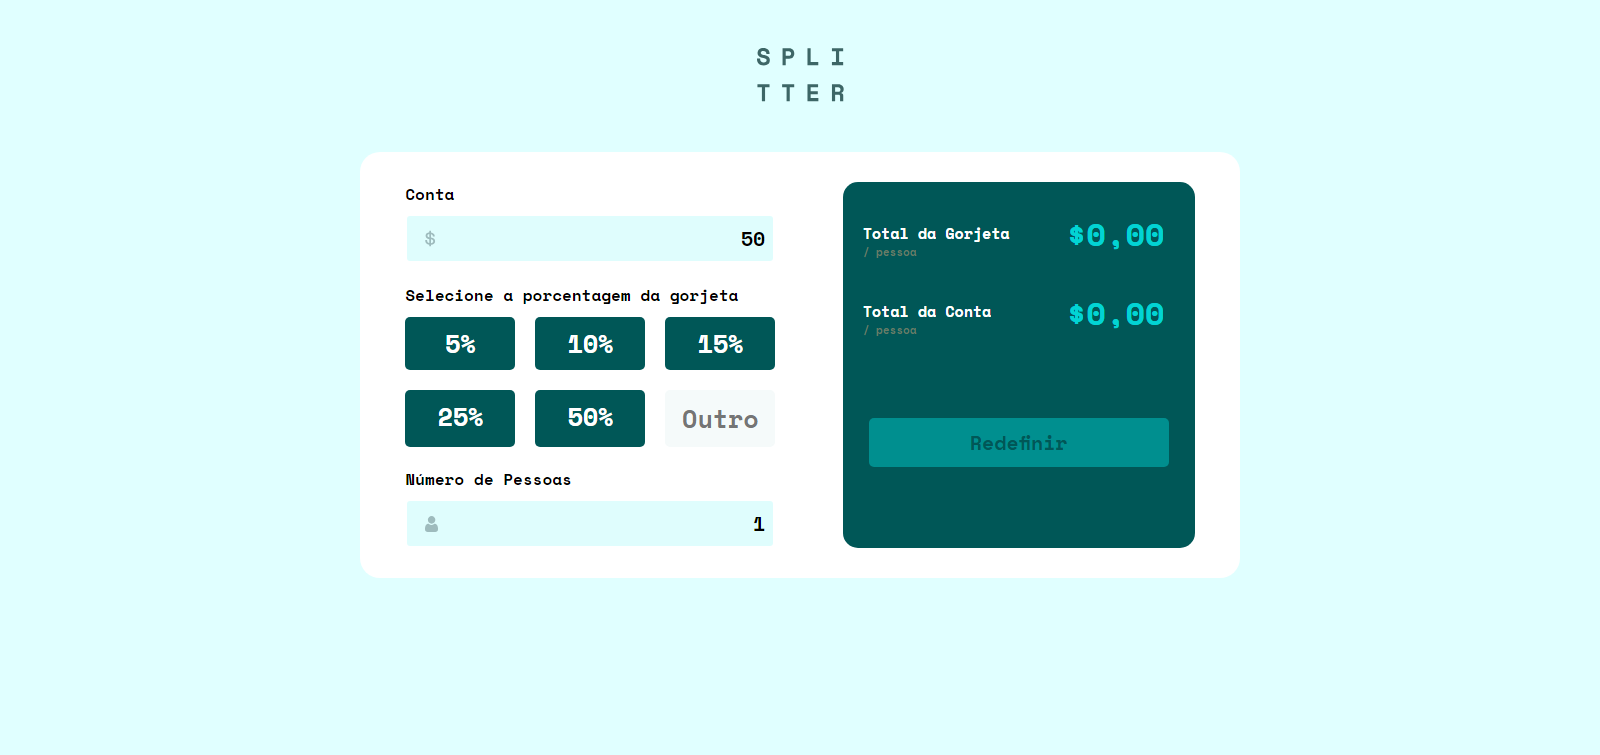 SPLI
TTER
Conta
$ 50
Selecione a porcentagem da gorjeta
5% 10% 15%
25% 50% Outro
Número de Pessoas
1
Total da Gorjeta $0,00
/ pessoa
Total da Conta $0,00
/ pessoa
Redefinir